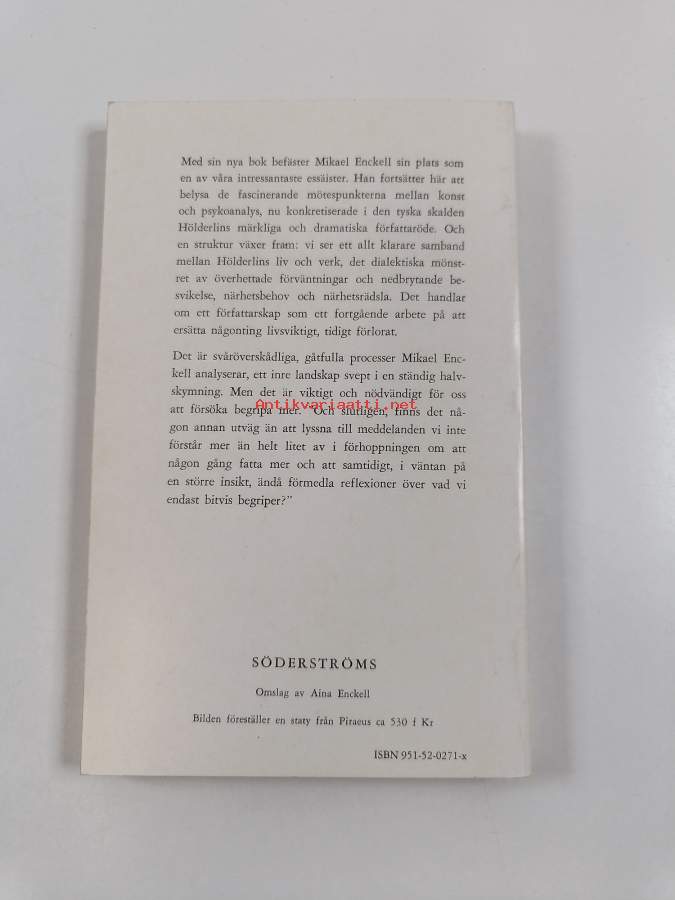 Med sin nya bok befäster Mikael Enckell sin plats som
en av våra intressantaste essäister. Han fortsätter här att
belysa de fascinerande mötespunkterna mellan konst
och psykoanalys, nu konkretiserade i den tyska skalden
Hölderlins märkliga och dramatiska författaröde. Och
en struktur växer fram: vi ser ett allt klarare samband
mellan Hölderlins liv och verk, det dialektiska mönst-
ret av överhettade förväntningar och nedbrytande be-
svikelse, närhetsbehov och närhetsrädsla. Det handlar
om ett författarskap som ett fortgående arbete på att
ersätta någonting livsviktigt, tidigt förlorat.
Det är svåröverskådliga, gåtfulla processer Mikael Enc-
kell analyserar, ett inre landskap svept i en ständig halv-
skymning. Men det är viktigt och nödvändigt för oss
att försöka begripa mer. "Och slutligen, finns det nå-
Antikvariaatti.net
gon annan utväg än att lyssna till meddelanden vi inte
förstår mer än helt litet av i förhoppningen om att
någon gång fatta mer och att samtidigt, i väntan på
en större insikt, ändå förmedla reflexioner över vad vi
endast bitvis begriper?"
SÖDERSTRÖMS
Omslag av Aina Enckell
Bilden föreställer en staty från Piraeus ca 530 f Kr
ISBN 951-52-0271-x